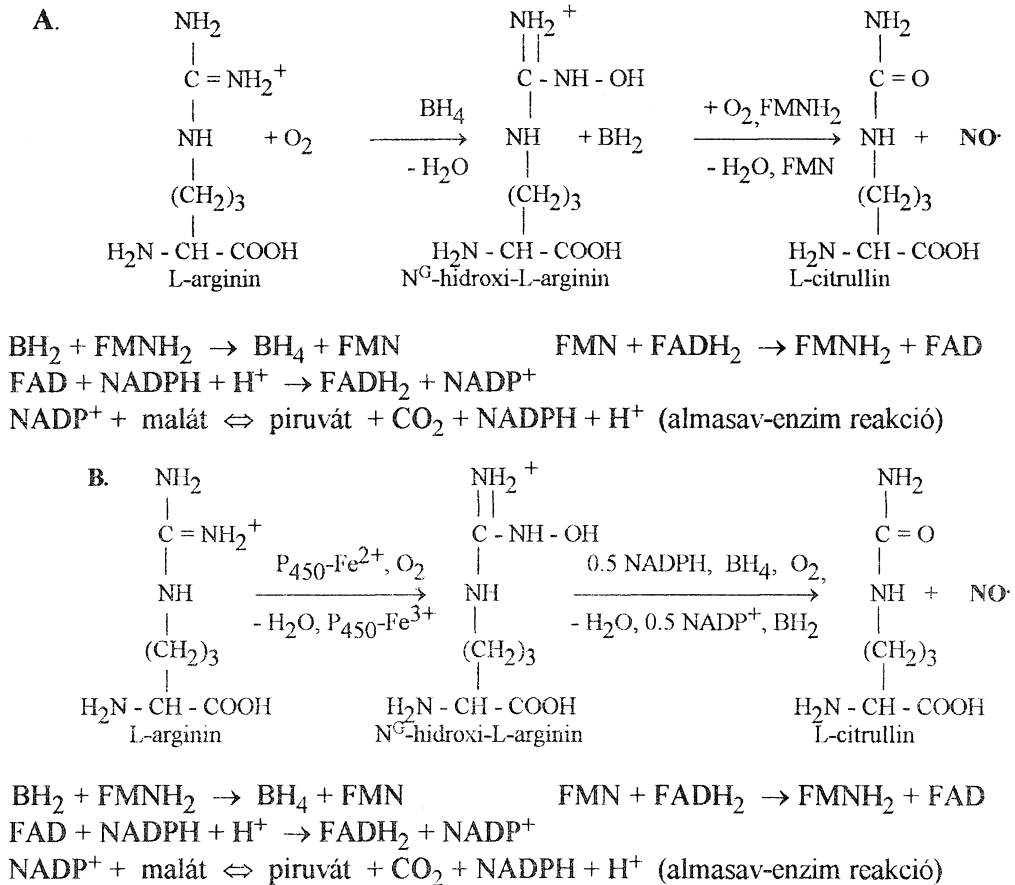 A.
NH2 NH2+ NH2
C = NH2+ C - NH - OH C = O
BH4 + O2, FMNH2
NH + O2 NH + BH2 NH + NO·
- H2O - H2O, FMN
(CH2)3 (CH2)3 (CH2)3
H2N - CH - COOH H2N - CH - COOH H2N - CH - COOH
L-arginin NG-hidroxi-L-arginin L-citrullin
BH2 + FMNH2 → BH4 + FMN FMN + FADH2 → FMNH2 + FAD
FAD + NADPH + H+ → FADH2 + NADP+
NADP+ + malát ⇔ piruvát + CO2 + NADPH + H+ (almasav-enzim reakció)
B. NH2 NH2+ NH2
C = NH2+ C - NH - OH C = O
P450-Fe2+, O2 0.5 NADPH, BH4, O2,
NH NH NH + NO·
- H2O, P450-Fe3+ - H2O, 0.5 NADP+, BH2
(CH2)3 (CH2)3 (CH2)3
H2N - CH - COOH H2N - CH - COOH H2N - CH - COOH
L-arginin NG-hidroxi-L-arginin L-citrullin
BH2 + FMNH2 → BH4 + FMN FMN + FADH2 → FMNH2 + FAD
FAD + NADPH + H+ → FADH2 + NADP+
NADP+ + malát ⇔ piruvát + CO2 + NADPH + H+ (almasav-enzim reakció)